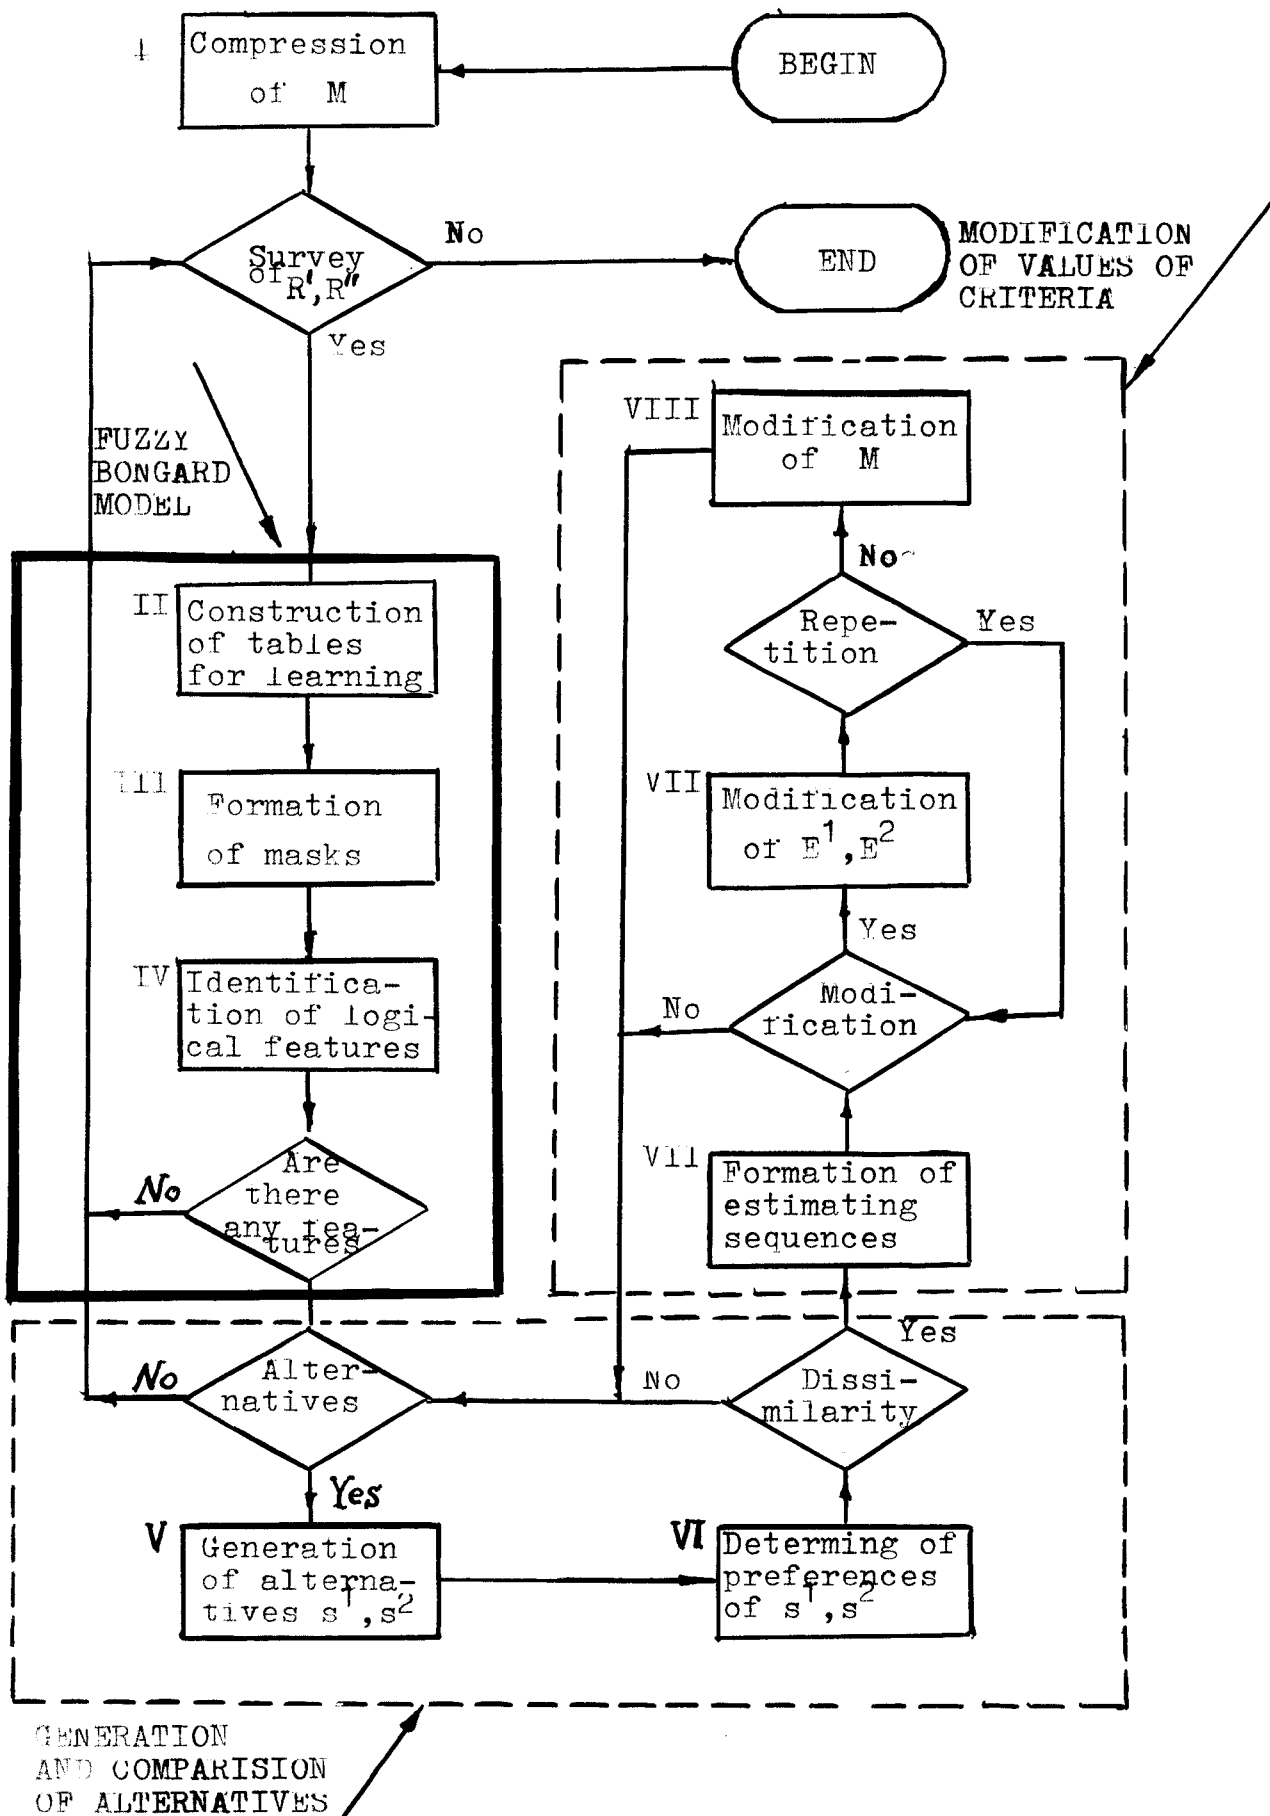 I
Compression
of M
BEGIN
Survey
of R', R"
No
END
MODIFICATION
OF VALUES OF
CRITERIA
Yes
FUZZY
BONGARD
MODEL
VIII
Modification
of M
No
Repe-
tition
Yes
II
Construction
of tables
for learning
III
Formation
of masks
VII
Modification
of E¹,E²
Yes
IV
Identifica-
tion of logi-
cal features
No
Modi-
fication
Are
there
any fea-
tures
No
VII
Formation of
estimating
sequences
Yes
Alter-
natives
No
No
Dissi-
milarity
Yes
V
Generation
of alterna-
tives s¹,s²
VI
Determing of
preferences
of s¹,s²
GENERATION
AND COMPARISION
OF ALTERNATIVES